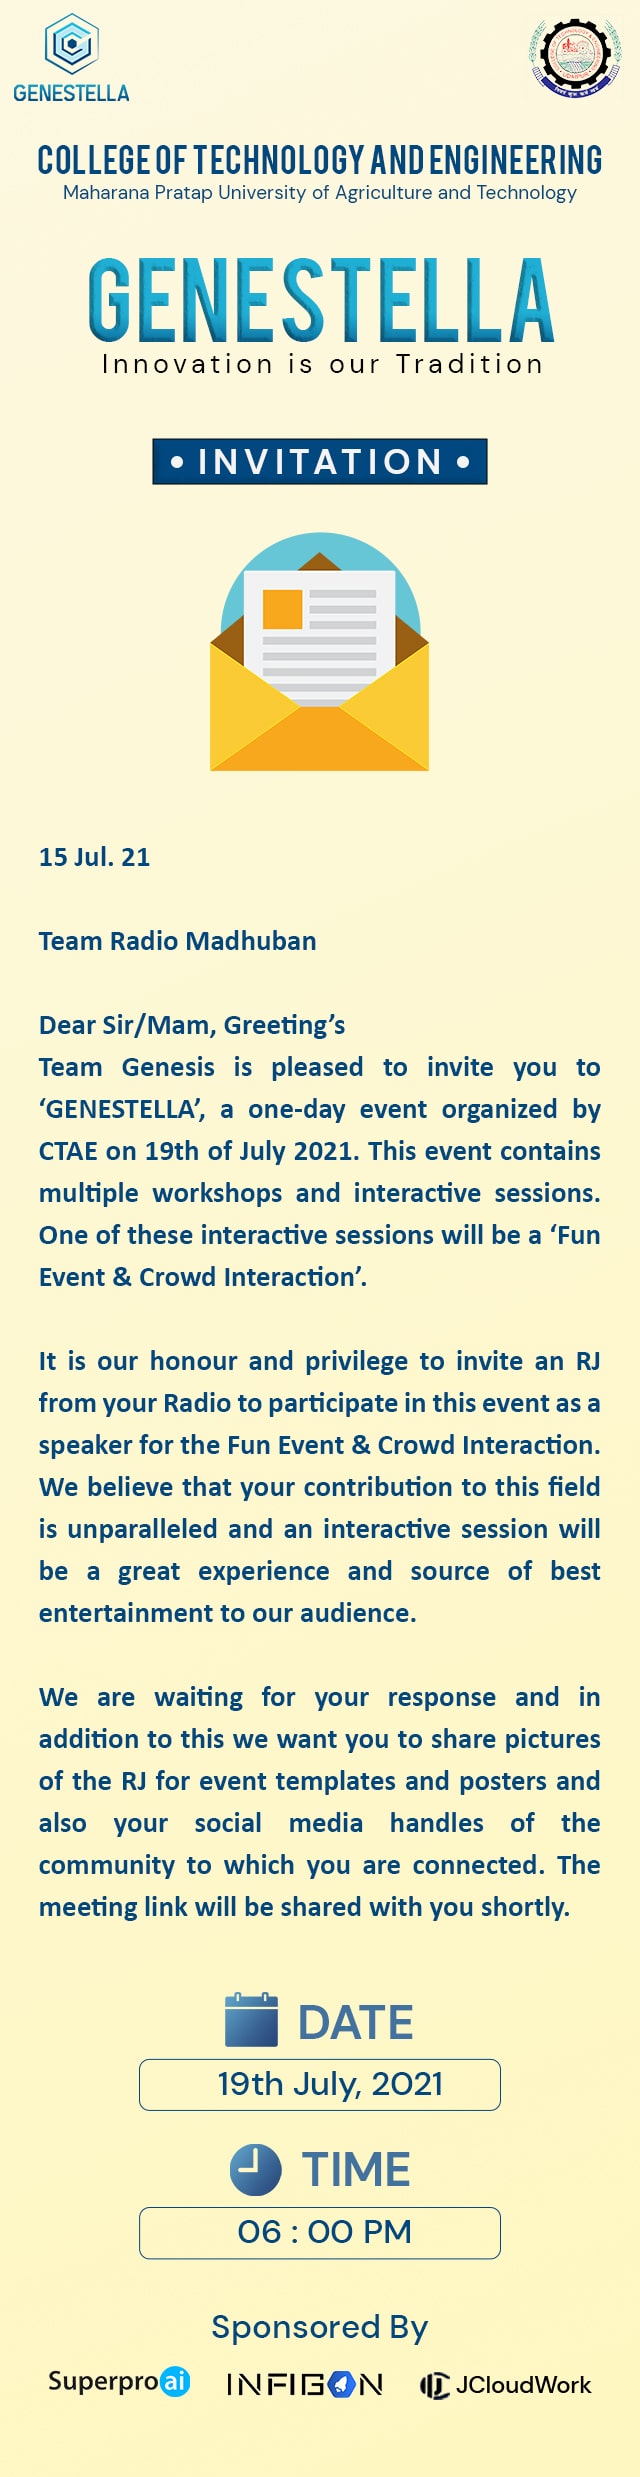 GENESTELLA
COLLEGE OF TECHNOLOGY AND ENGINEERING
Maharana Pratap University of Agriculture and Technology
GENESTELLA
Innovation is our Tradition
• INVITATION •
15 Jul. 21
Team Radio Madhuban
Dear Sir/Mam, Greeting’s
Team Genesis is pleased to invite you to
‘GENESTELLA’, a one-day event organized by
CTAE on 19th of July 2021. This event contains
multiple workshops and interactive sessions.
One of these interactive sessions will be a ‘Fun
Event & Crowd Interaction’.
It is our honour and privilege to invite an RJ
from your Radio to participate in this event as a
speaker for the Fun Event & Crowd Interaction.
We believe that your contribution to this field
is unparalleled and an interactive session will
be a great experience and source of best
entertainment to our audience.
We are waiting for your response and in
addition to this we want you to share pictures
of the RJ for event templates and posters and
also your social media handles of the
community to which you are connected. The
meeting link will be shared with you shortly.
DATE
19th July, 2021
TIME
06 : 00 PM
Sponsored By
Superpro ai
INFIGON
JCloudWork